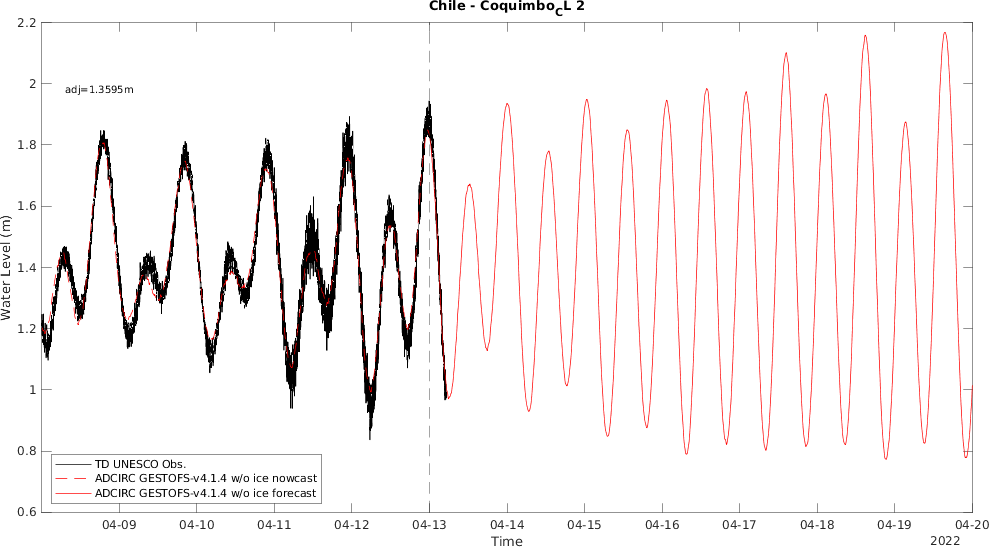 Chile - Coquimbo_CL 2
adj=1.3595m
Water Level (m)
2.2
2
1.8
1.6
1.4
1.2
1
0.8
0.6
TD UNESCO Obs.
ADCIRC GESTOFS-v4.1.4 w/o ice nowcast
ADCIRC GESTOFS-v4.1.4 w/o ice forecast
04-09 04-10 04-11 04-12 04-13 04-14 04-15 04-16 04-17 04-18 04-19 04-20
Time
2022